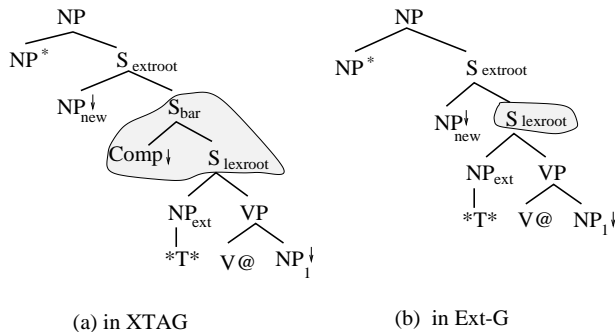 NP
NP* S extroot
NP new↓ S bar
Comp↓ S lexroot
NP ext VP
*T* V@ NP 1↓
(a) in XTAG
NP
NP* S extroot
NP new↓ S lexroot
NP ext VP
*T* V@ NP 1↓
(b) in Ext-G